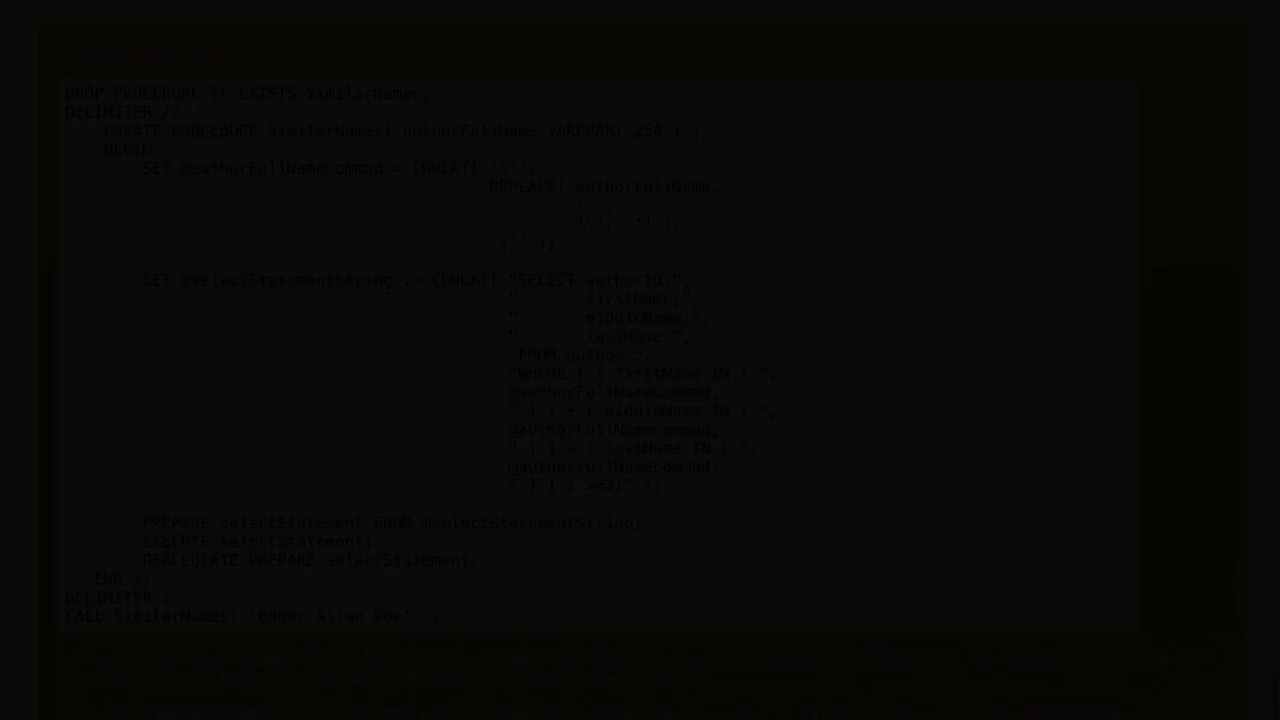 DROP PROCEDURE IF EXISTS SimilarNames;
DELIMITER //
CREATE PROCEDURE SimilarNames( authorFullName VARCHAR( 250 ) )
BEGIN
SET @authorFullNameCommad = CONCAT( '\'',
REPLACE( authorFullName,
' ',
'\', \'' ),
'\'' );
SET @selectStatementString := CONCAT( "SELECT authorID,",
" firstName,",
" middleName,",
" lastName ",
"FROM author ",
"WHERE ( ( firstName IN ( ",
@authorFullNameCommad,
" ) ) + ( middleName IN ( ",
@authorFullNameCommad,
" ) ) + ( lastName IN ( ",
@authorFullNameCommad,
" ) ) ) >=2;" );
PREPARE selectStatement FROM @selectStatementString;
EXECUTE selectStatement;
DEALLOCATE PREPARE selectStatement;
END //
DELIMITER ;
CALL SimilarNames( 'Edgar Allan Poe' );